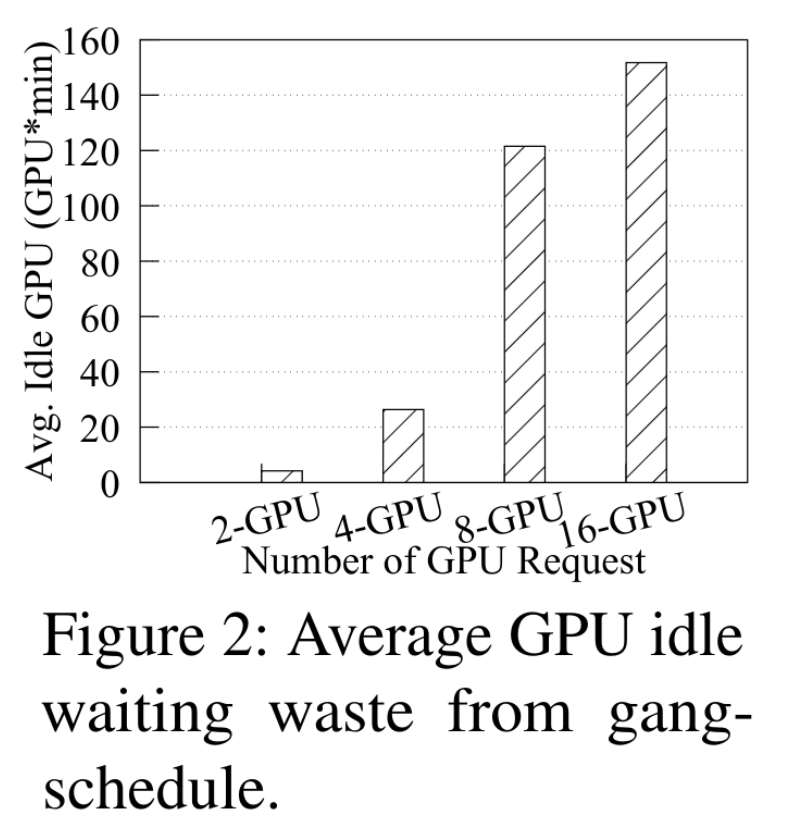 160
140
120
100
80
60
40
20
0
Avg. Idle GPU (GPU*min)
2-GPU 4-GPU 8-GPU 16-GPU
Number of GPU Request
Figure 2: Average GPU idle
waiting waste from gang-
schedule.